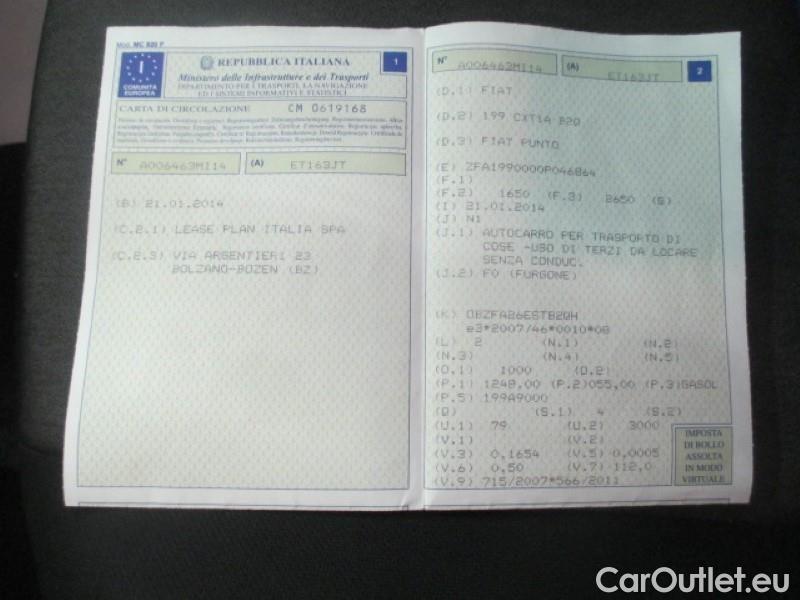 Mod. MC 820 F
I
COMUNITÀ
EUROPEA
REPUBBLICA ITALIANA
Ministero delle Infrastrutture e dei Trasporti
DIPARTIMENTO PER I TRASPORTI, LA NAVIGAZIONE
ED I SISTEMI INFORMATIVI E STATISTICI
1
CARTA DI CIRCOLAZIONE CM 0619168
N° A006463MI14 (A) ET163JT
(B) 21.01.2014
(C.2.1) LEASE PLAN ITALIA SPA
(C.2.3) VIA ARGENTIERI 23
BOLZANO-BOZEN (BZ)
N° A006463MI14 (A) ET163JT 2
(D.1) FIAT
(D.2) 199 CXT1A B20
(D.3) FIAT PUNTO
(E) ZFA1990000P046864
(F.1)
(F.2) 1650 (F.3) 2650 (G)
(I) 21.01.2014
(J) N1
(J.1) AUTOCARRO PER TRASPORTO DI
COSE -USO DI TERZI DA LOCARE
SENZA CONDUC.
(J.2) F0 (FURGONE)
(K) OBZFA26ESTB20H
e3*2007/46*0010*08
(L) 2 (N.1) (N.2)
(N.3) (N.4) (N.5)
(O.1) 1000 (O.2)
(P.1) 1248,00 (P.2)055,00 (P.3)GASOL
(P.5) 199A9000
(Q) (S.1) 4 (S.2)
(U.1) 79 (U.2) 3000
(V.1) (V.2)
(V.3) 0,1654 (V.5) 0,0005
(V.6) 0,50 (V.7) 112,0
(V.9) 715/2007*566/2011
IMPOSTA
DI BOLLO
ASSOLTA
IN MODO
VIRTUALE
CarOutlet.eu